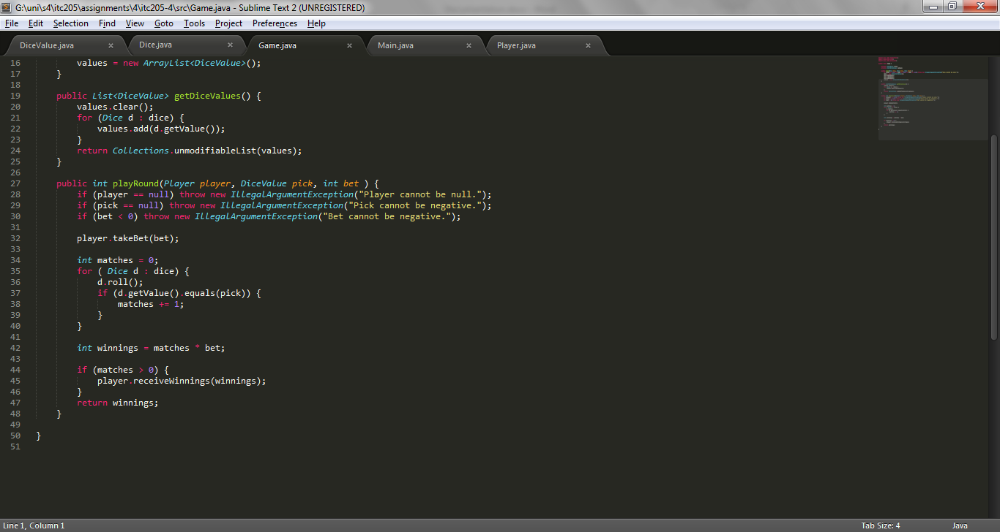 G:\uni\s4\itc205\assignments\4\itc205-4\src\Game.java - Sublime Text 2 (UNREGISTERED)
File Edit Selection Find View Goto Tools Project Preferences Help
DiceValue.java × Dice.java × Game.java × Main.java × Player.java ×
16 values = new ArrayList<DiceValue>();
17 }
18
19 public List<DiceValue> getDiceValues() {
20 values.clear();
21 for (Dice d : dice) {
22 values.add(d.getValue());
23 }
24 return Collections.unmodifiableList(values);
25 }
26
27 public int playRound(Player player, DiceValue pick, int bet ) {
28 if (player == null) throw new IllegalArgumentException("Player cannot be null.");
29 if (pick == null) throw new IllegalArgumentException("Pick cannot be negative.");
30 if (bet < 0) throw new IllegalArgumentException("Bet cannot be negative.");
31
32 player.takeBet(bet);
33
34 int matches = 0;
35 for ( Dice d : dice) {
36 d.roll();
37 if (d.getValue().equals(pick)) {
38 matches += 1;
39 }
40 }
41
42 int winnings = matches * bet;
43
44 if (matches > 0) {
45 player.receiveWinnings(winnings);
46 }
47 return winnings;
48 }
49
50 }
51
Line 1, Column 1 Tab Size: 4 Java